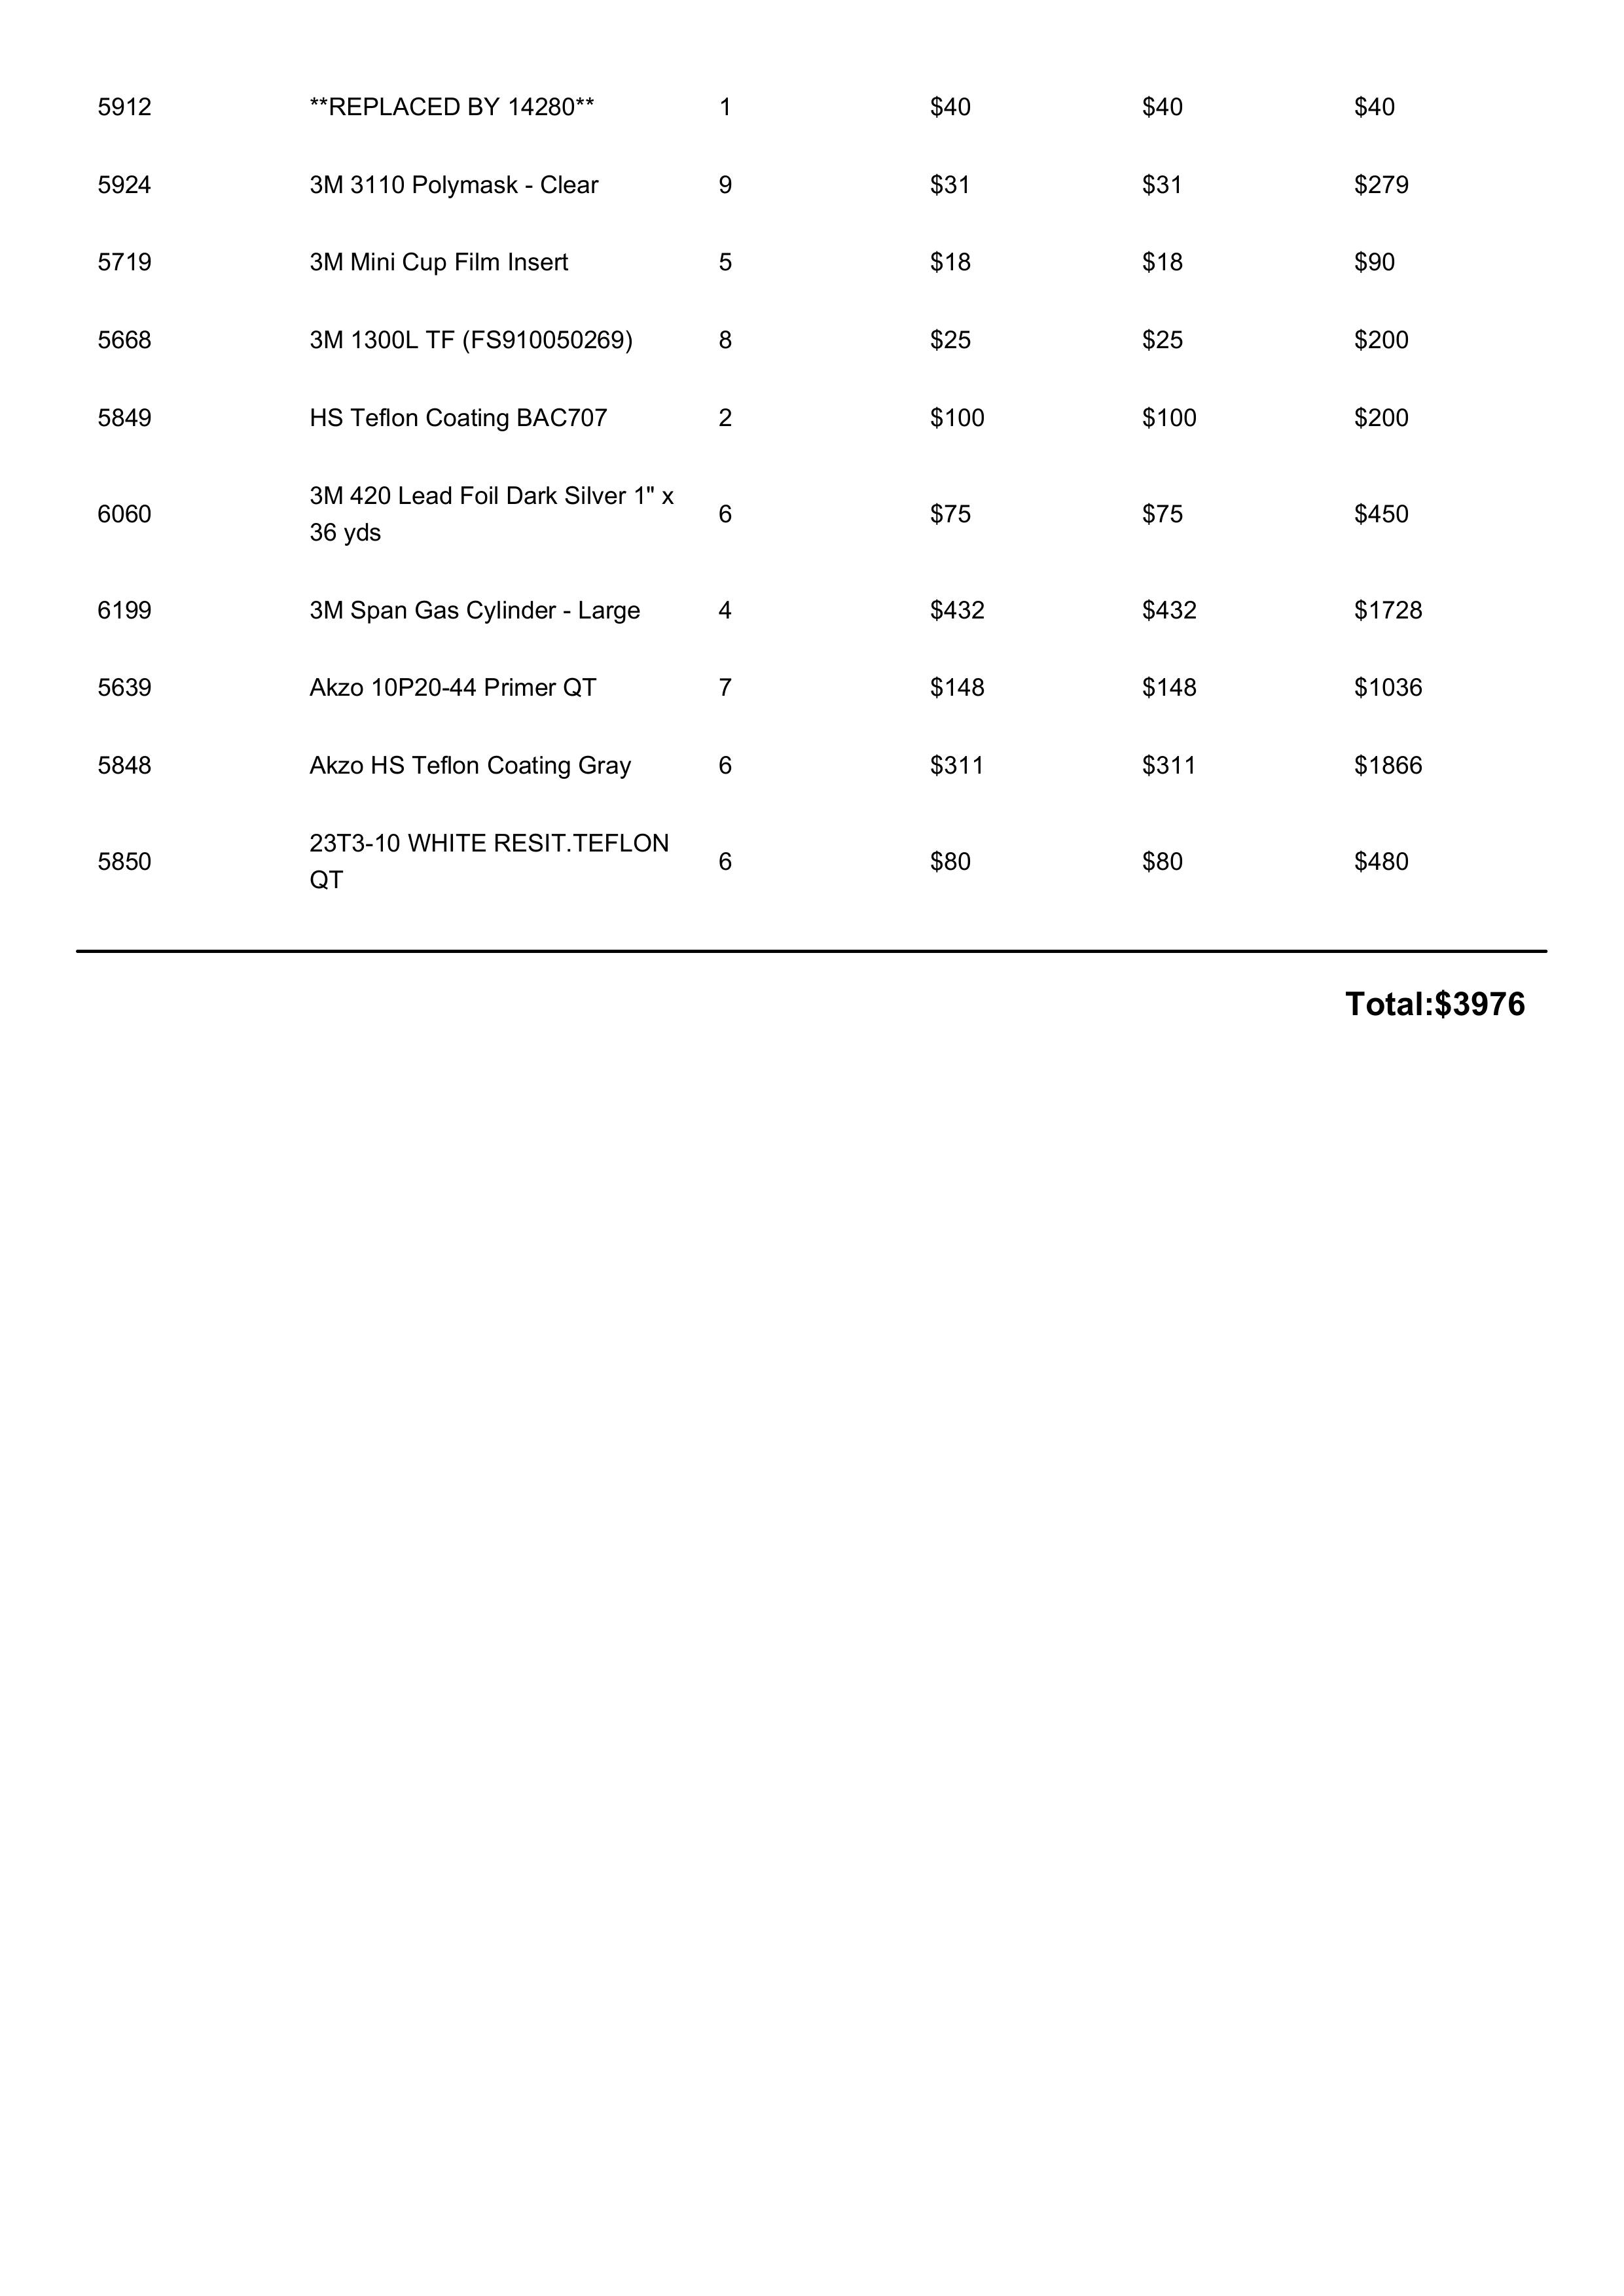 5912 **REPLACED BY 14280** 1 $40 $40 $40
5924 3M 3110 Polymask - Clear 9 $31 $31 $279
5719 3M Mini Cup Film Insert 5 $18 $18 $90
5668 3M 1300L TF (FS910050269) 8 $25 $25 $200
5849 HS Teflon Coating BAC707 2 $100 $100 $200
6060 3M 420 Lead Foil Dark Silver 1" x 6 $75 $75 $450
36 yds
6199 3M Span Gas Cylinder - Large 4 $432 $432 $1728
5639 Akzo 10P20-44 Primer QT 7 $148 $148 $1036
5848 Akzo HS Teflon Coating Gray 6 $311 $311 $1866
5850 23T3-10 WHITE RESIT.TEFLON 6 $80 $80 $480
QT
Total:$3976